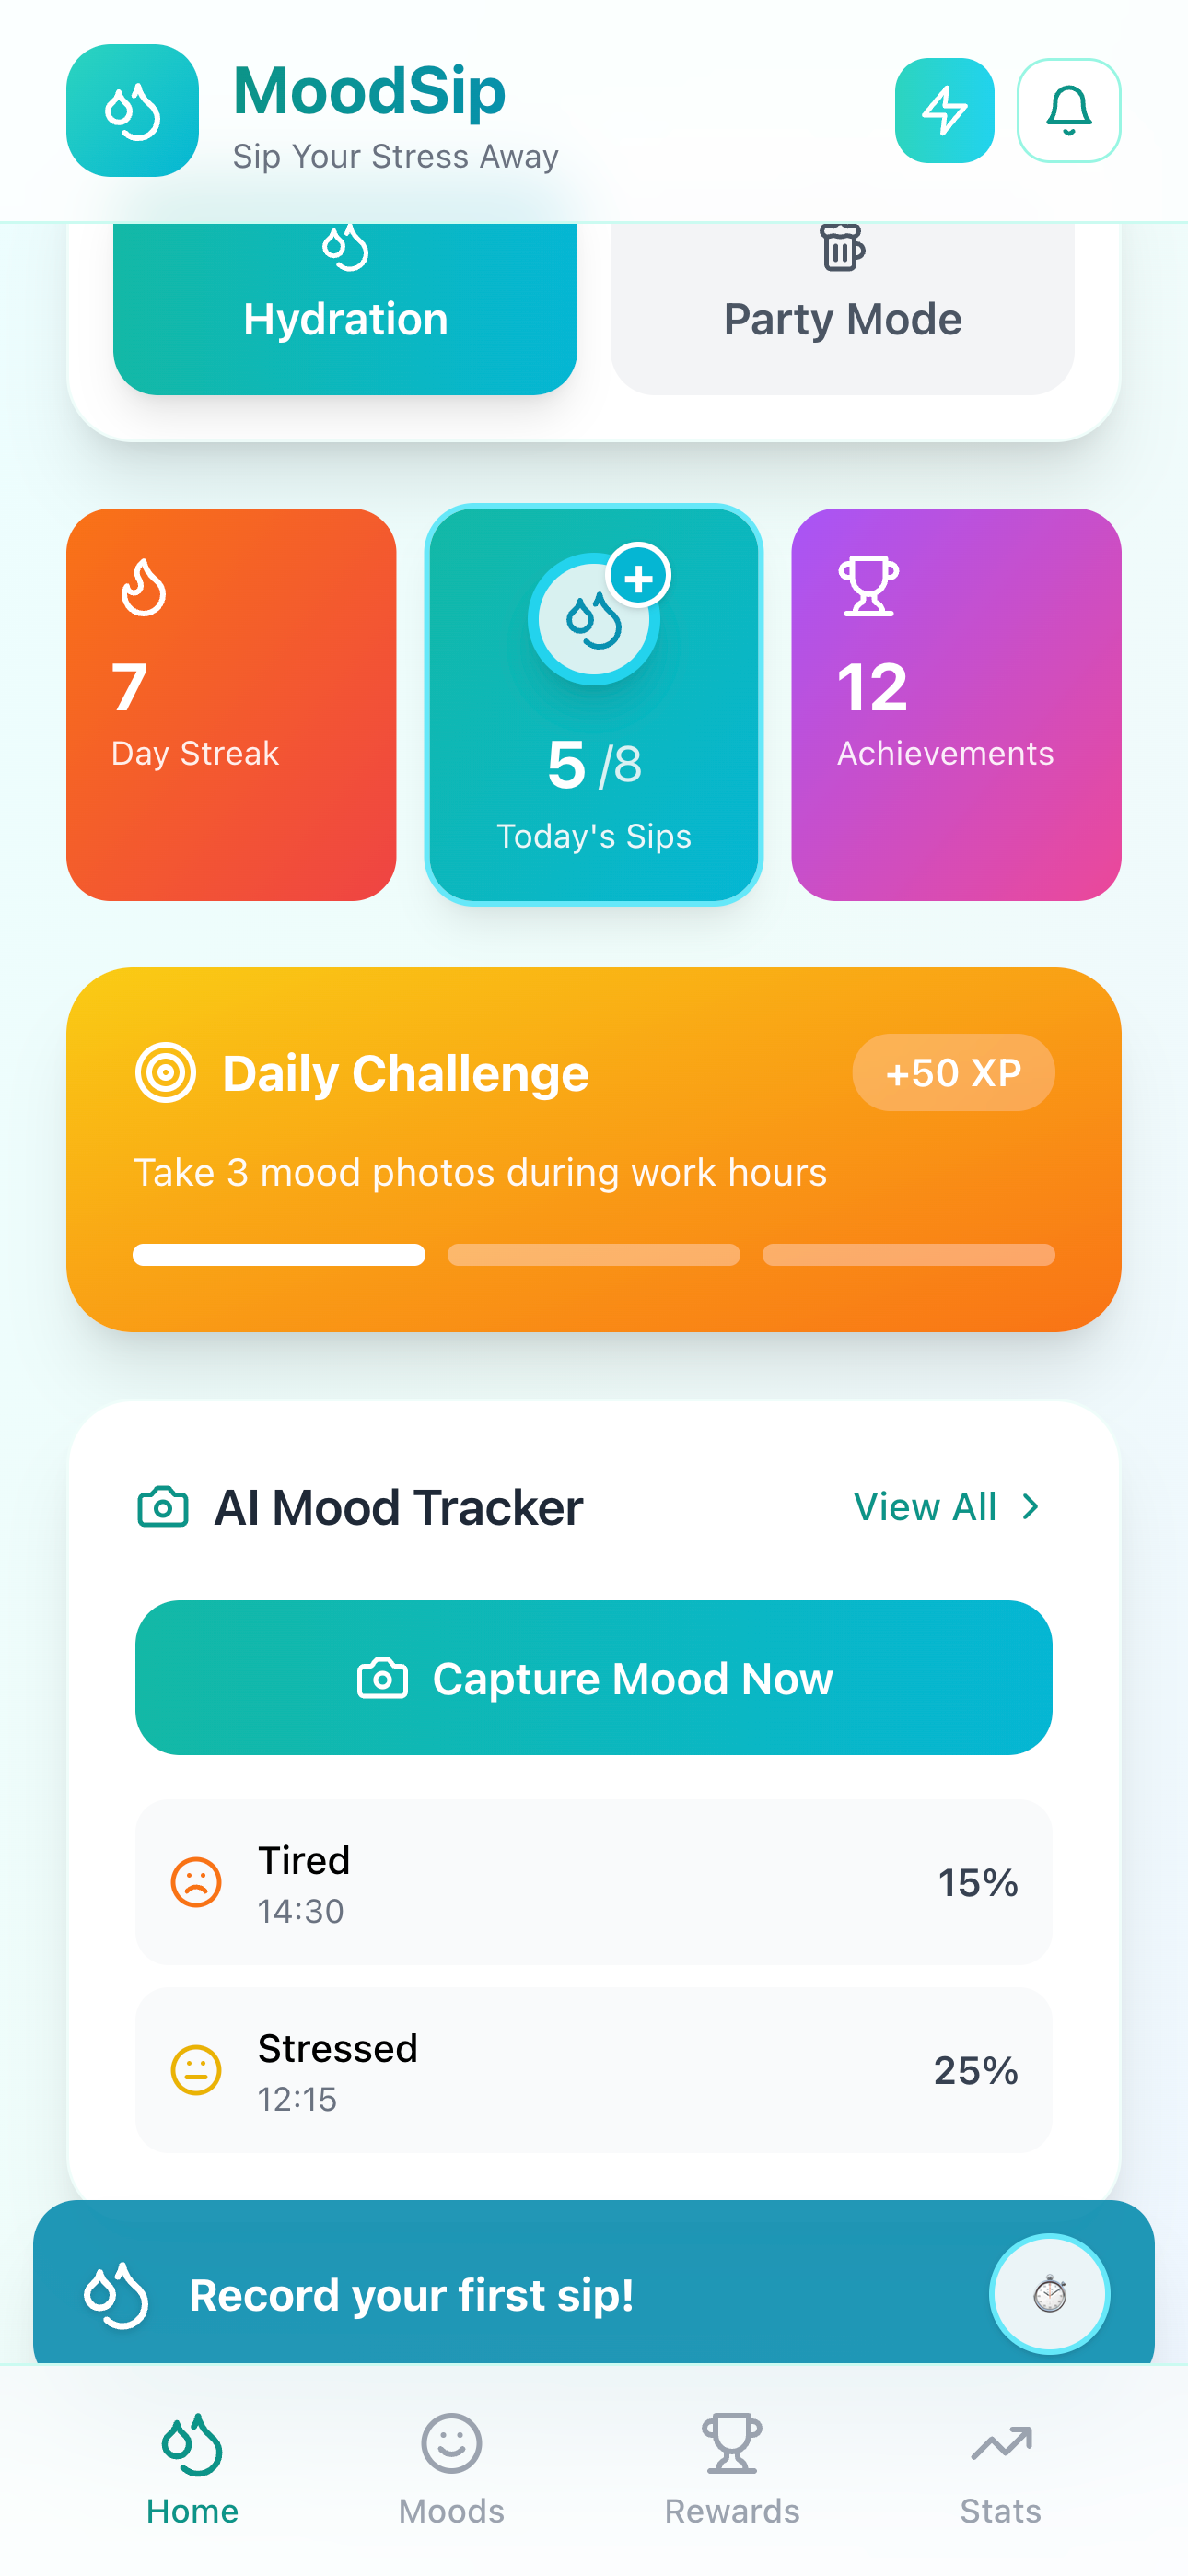 MoodSip
Sip Your Stress Away
Hydration
Party Mode
7
Day Streak
5 /8
Today's Sips
12
Achievements
Daily Challenge
+50 XP
Take 3 mood photos during work hours
AI Mood Tracker
View All
Capture Mood Now
Tired
14:30
15%
Stressed
12:15
25%
Record your first sip!
Home
Moods
Rewards
Stats